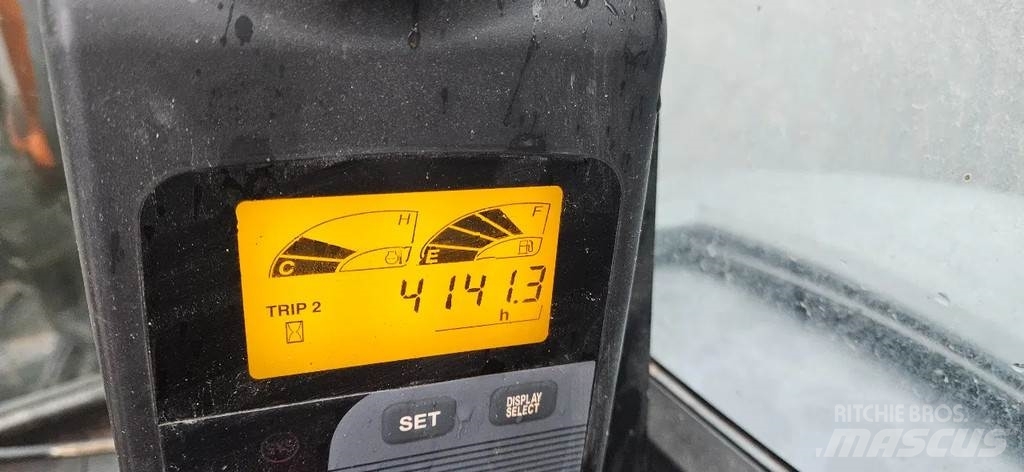 H F
C E
4141.3
TRIP 2
h
SET
DISPLAY
SELECT
RITCHIE BROS.
MASCUS